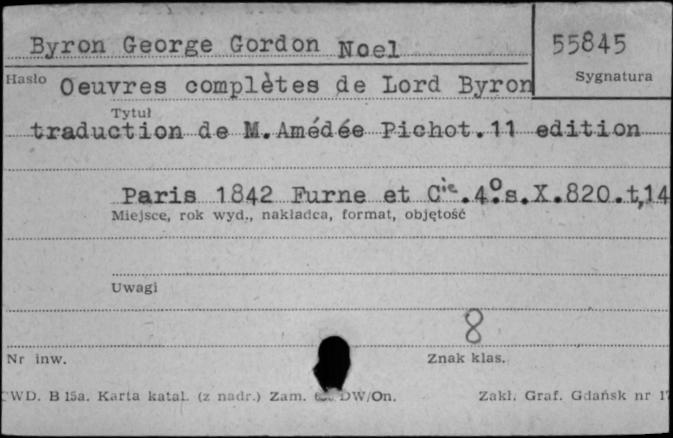 Byron George Gordon Noel 55845
Hasło Oeuvres complètes de Lord Byron Sygnatura
Tytuł
traduction de M.Amédée Pichot.11 edition
Paris 1842 Furne et Cie.4°.s.X.820.t,14
Miejsce, rok wyd., nakładca, format, objętość
Uwagi
8
Nr inw. Znak klas.
CWD. B 15a. Karta katal. (z nadr.) Zam. DW/On. Zakł. Graf. Gdańsk nr